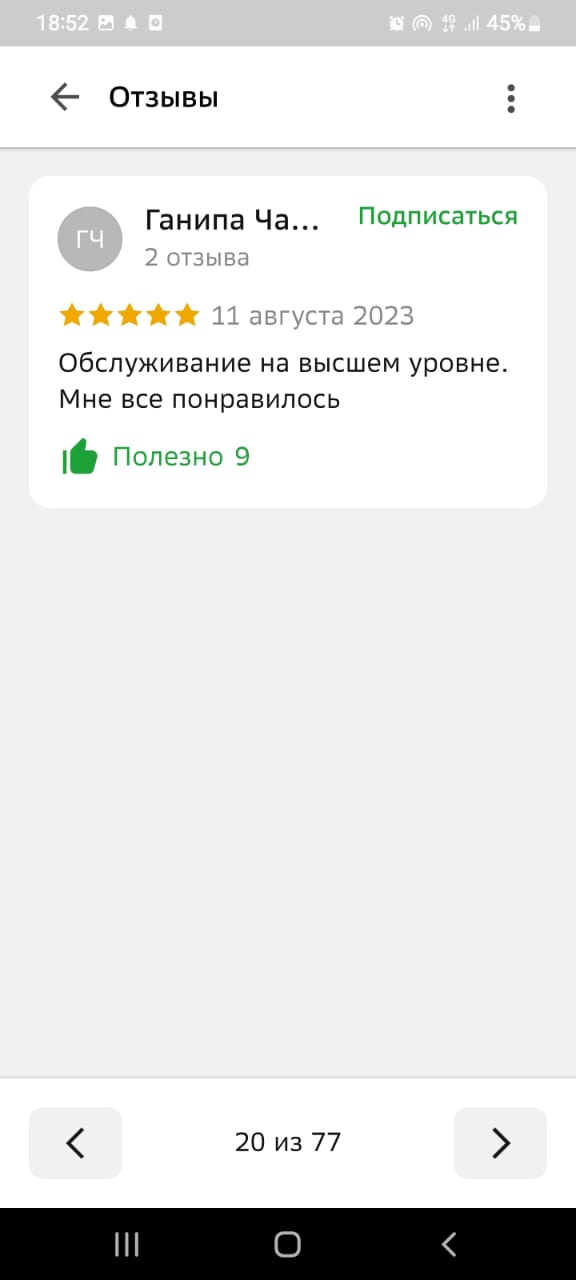 18:52
4G
45%
Отзывы
ГЧ
Ганипа Ча...
Подписаться
2 отзыва
11 августа 2023
Обслуживание на высшем уровне.
Мне все понравилось
Полезно 9
20 из 77